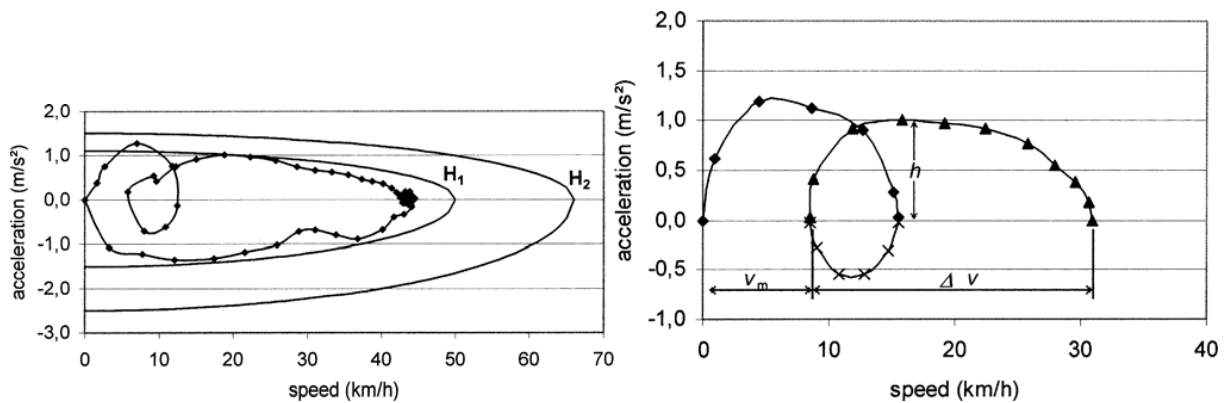 2,0
1,0
0,0
-1,0
-2,0
-3,0
acceleration (m/s²)
H1
H2
0
10
20
30
40
50
60
70
speed (km/h)
2,0
1,5
1,0
0,5
0,0
-0,5
-1,0
acceleration (m/s²)
h
vm
Δ v
0
10
20
30
40
speed (km/h)